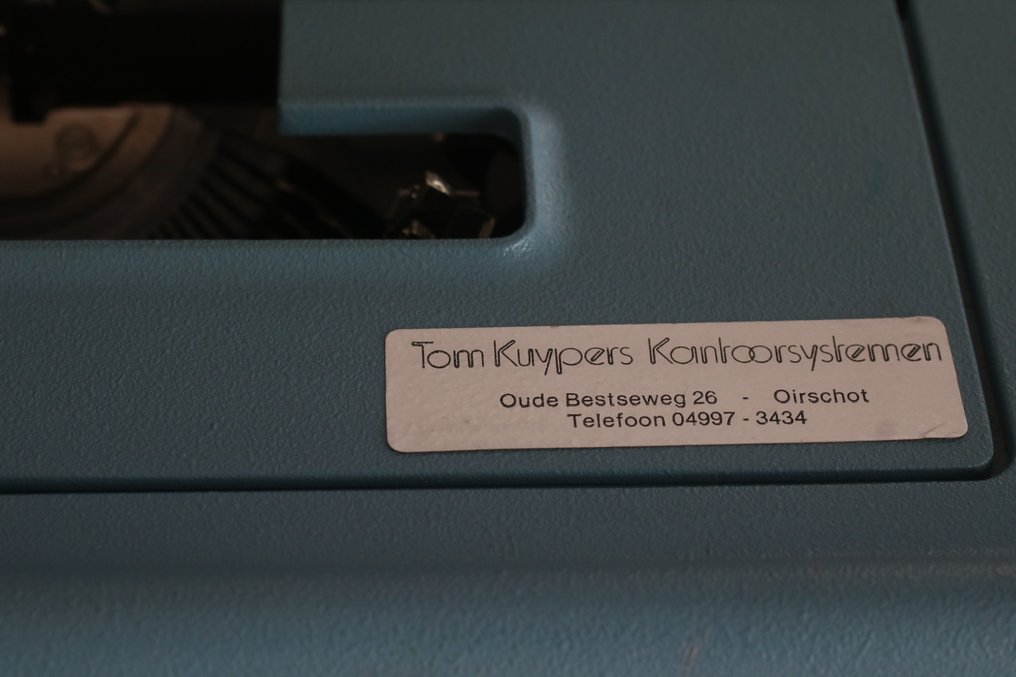 Tom Kuypers Kantoorsystemen
Oude Bestseweg 26 - Oirschot
Telefoon 04997 - 3434